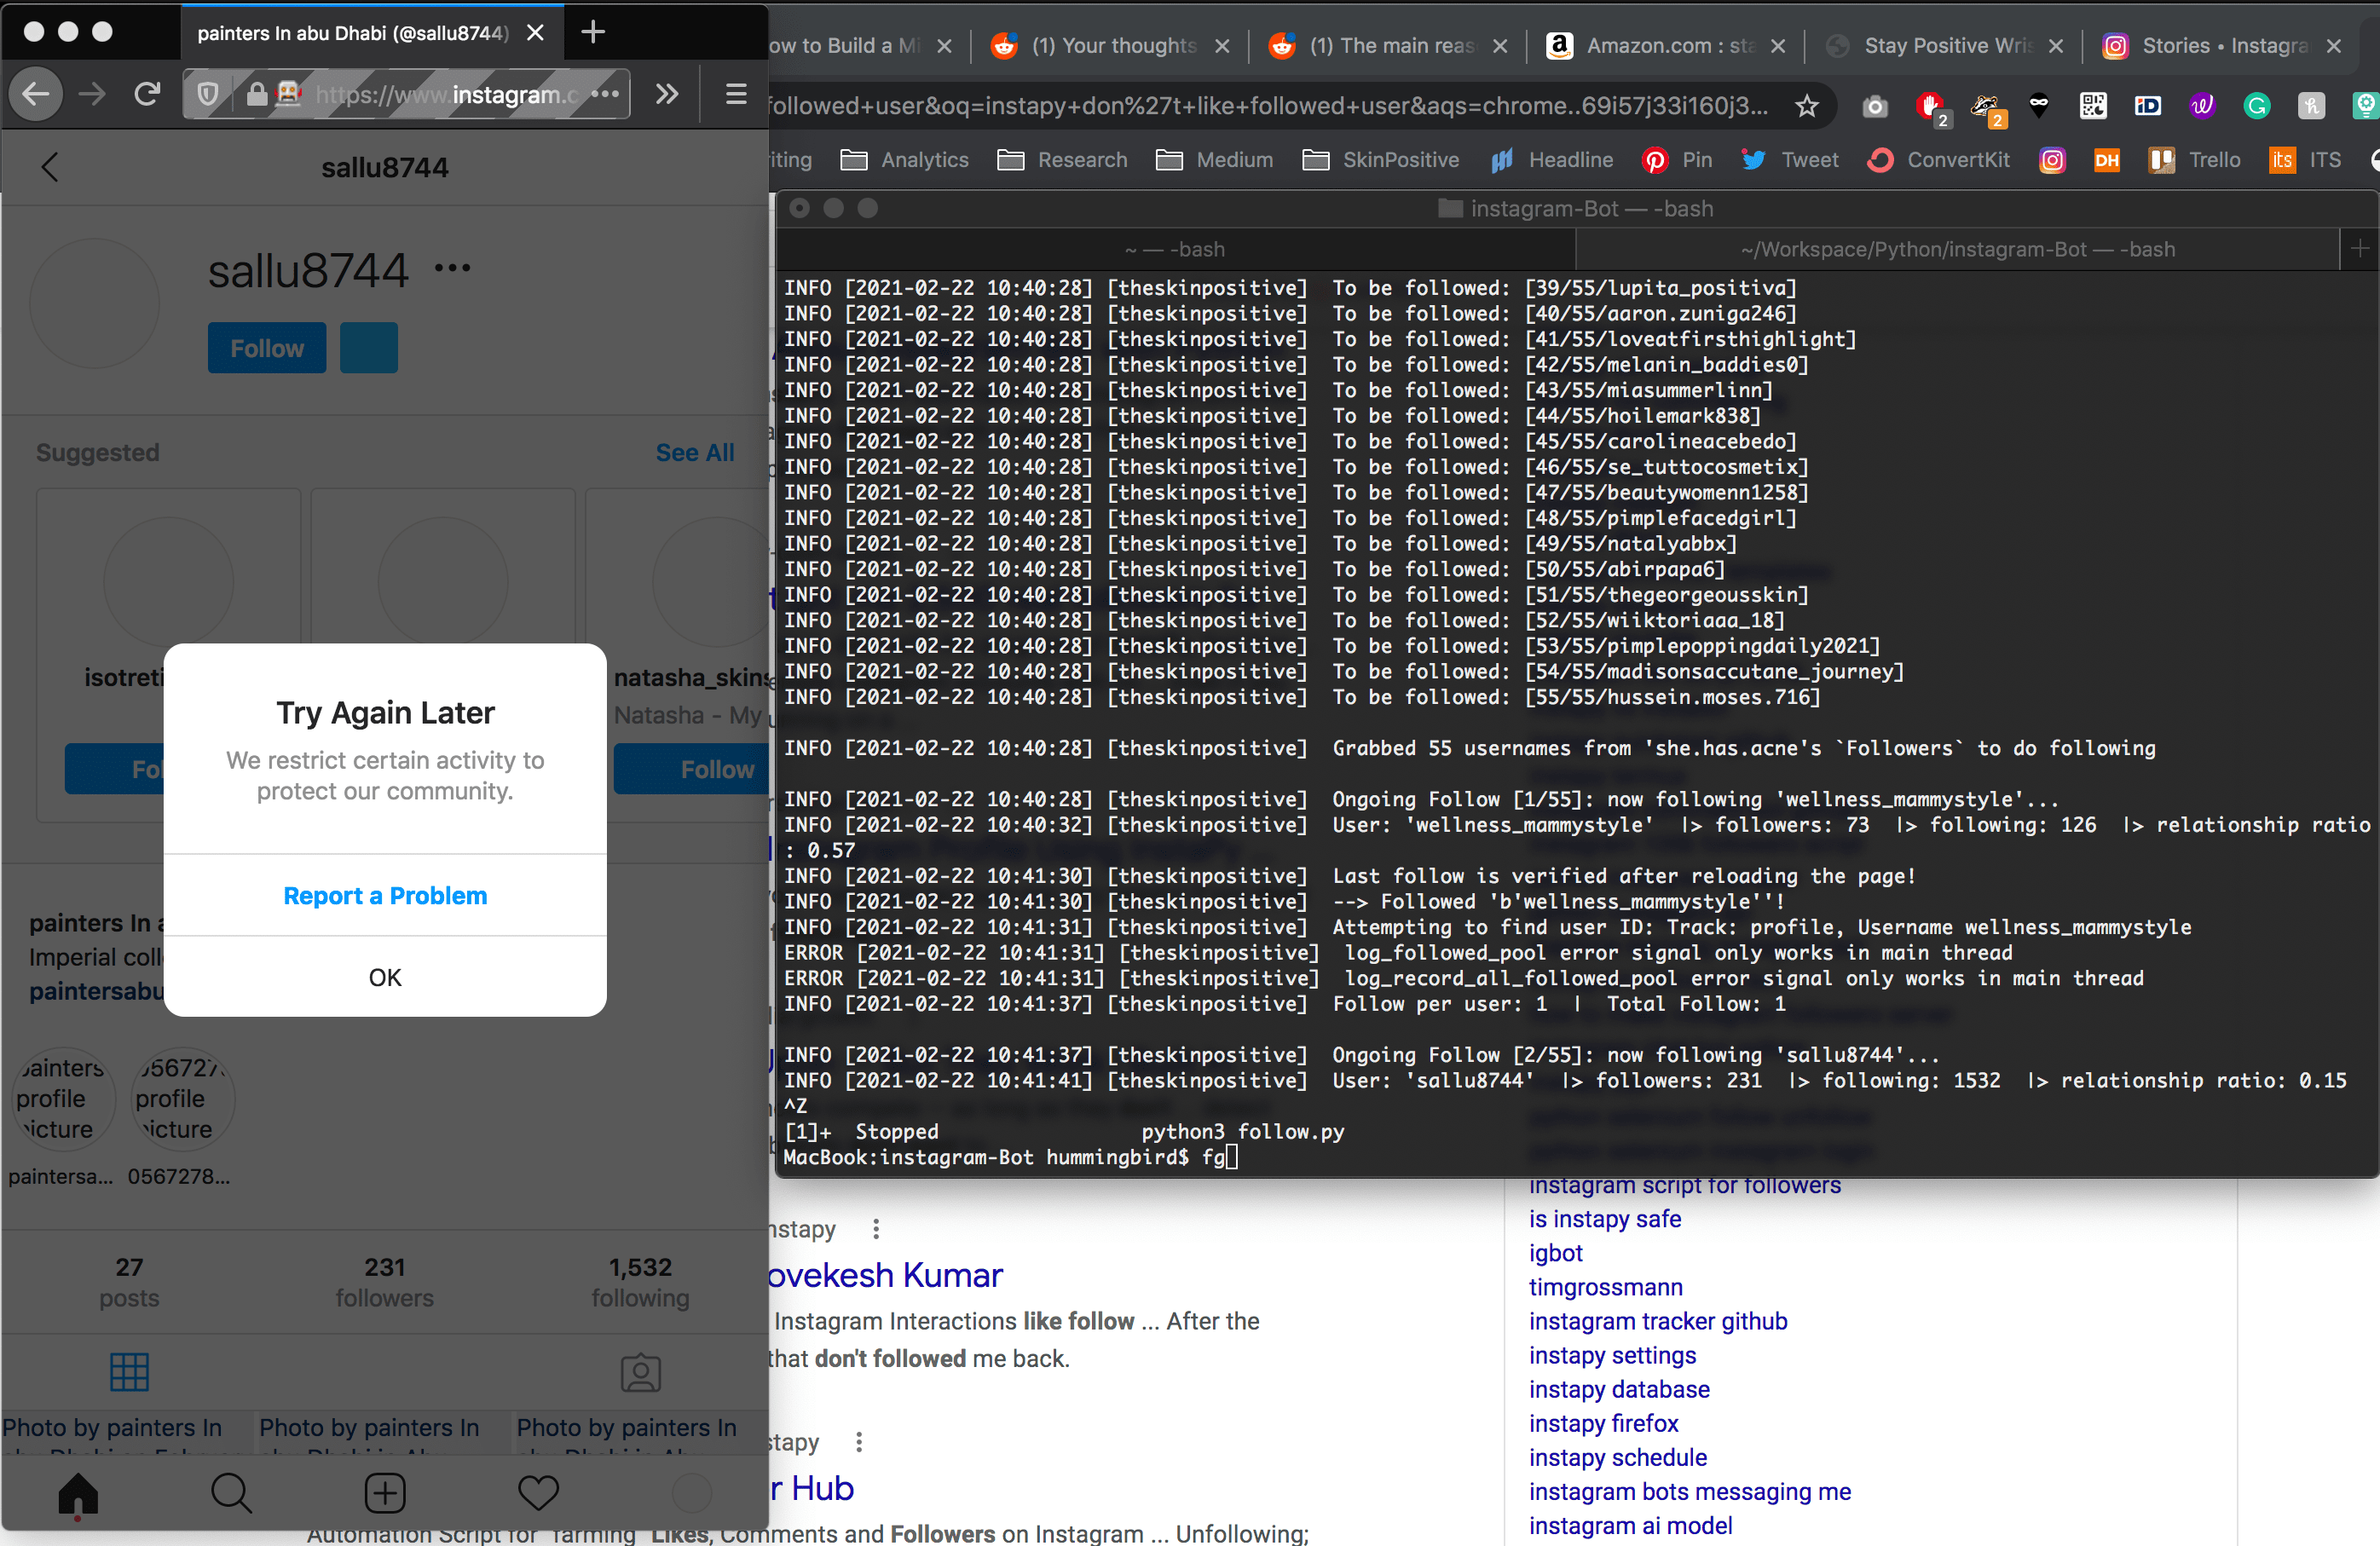 painters In abu Dhabi (@sallu8744)
https://www.instagram.c
sallu8744
sallu8744
Follow
Suggested
See All
isotreti
natasha_skins
Natasha - My
Fol
Follow
Try Again Later
We restrict certain activity to
protect our community.
Report a Problem
OK
painters In a
Imperial coll
paintersabu
painters
profile
picture
056727
profile
picture
paintersa...
0567278...
27
posts
231
followers
1,532
following
Photo by painters In
Photo by painters In
Photo by painters In
ow to Build a Mi
(1) Your thoughts
(1) The main reas
Amazon.com : sta
Stay Positive Wris
Stories • Instagra
followed+user&oq=instapy+don%27t+like+followed+user&aqs=chrome..69i57j33i160j3...
2
2
iting
Analytics
Research
Medium
SkinPositive
Headline
Pin
Tweet
ConvertKit
DH
Trello
its ITS
instagram-Bot — -bash
~ — -bash
~/Workspace/Python/instagram-Bot — -bash
INFO [2021-02-22 10:40:28] [theskinpositive]  To be followed: [39/55/lupita_positiva]
INFO [2021-02-22 10:40:28] [theskinpositive]  To be followed: [40/55/aaron.zuniga246]
INFO [2021-02-22 10:40:28] [theskinpositive]  To be followed: [41/55/loveatfirsthighlight]
INFO [2021-02-22 10:40:28] [theskinpositive]  To be followed: [42/55/melanin_baddies0]
INFO [2021-02-22 10:40:28] [theskinpositive]  To be followed: [43/55/miasummerlinn]
INFO [2021-02-22 10:40:28] [theskinpositive]  To be followed: [44/55/hoilemark838]
INFO [2021-02-22 10:40:28] [theskinpositive]  To be followed: [45/55/carolineacebedo]
INFO [2021-02-22 10:40:28] [theskinpositive]  To be followed: [46/55/se_tuttocosmetix]
INFO [2021-02-22 10:40:28] [theskinpositive]  To be followed: [47/55/beautywomenn1258]
INFO [2021-02-22 10:40:28] [theskinpositive]  To be followed: [48/55/pimplefacedgirl]
INFO [2021-02-22 10:40:28] [theskinpositive]  To be followed: [49/55/natalyabbx]
INFO [2021-02-22 10:40:28] [theskinpositive]  To be followed: [50/55/abirpapa6]
INFO [2021-02-22 10:40:28] [theskinpositive]  To be followed: [51/55/thegeorgeousskin]
INFO [2021-02-22 10:40:28] [theskinpositive]  To be followed: [52/55/wiiktoriaaa_18]
INFO [2021-02-22 10:40:28] [theskinpositive]  To be followed: [53/55/pimplepoppingdaily2021]
INFO [2021-02-22 10:40:28] [theskinpositive]  To be followed: [54/55/madisonsaccutane_journey]
INFO [2021-02-22 10:40:28] [theskinpositive]  To be followed: [55/55/hussein.moses.716]
INFO [2021-02-22 10:40:28] [theskinpositive]  Grabbed 55 usernames from 'she.has.acne's `Followers` to do following
INFO [2021-02-22 10:40:28] [theskinpositive]  Ongoing Follow [1/55]: now following 'wellness_mammystyle'...
INFO [2021-02-22 10:40:32] [theskinpositive]  User: 'wellness_mammystyle'  |> followers: 73  |> following: 126  |> relationship ratio
: 0.57
INFO [2021-02-22 10:41:30] [theskinpositive]  Last follow is verified after reloading the page!
INFO [2021-02-22 10:41:30] [theskinpositive]  --> Followed 'b'wellness_mammystyle''!
INFO [2021-02-22 10:41:31] [theskinpositive]  Attempting to find user ID: Track: profile, Username wellness_mammystyle
ERROR [2021-02-22 10:41:31] [theskinpositive]  log_followed_pool error signal only works in main thread
ERROR [2021-02-22 10:41:31] [theskinpositive]  log_record_all_followed_pool error signal only works in main thread
INFO [2021-02-22 10:41:37] [theskinpositive]  Follow per user: 1  |  Total Follow: 1
INFO [2021-02-22 10:41:37] [theskinpositive]  Ongoing Follow [2/55]: now following 'sallu8744'...
INFO [2021-02-22 10:41:41] [theskinpositive]  User: 'sallu8744'  |> followers: 231  |> following: 1532  |> relationship ratio: 0.15
^Z
[1]+  Stopped                 python3 follow.py
MacBook:instagram-Bot hummingbird$ fg
nstapy
ovekesh Kumar
Instagram Interactions like follow ... After the
that don't followed me back.
stapy
r Hub
Automation Script for "farming" Likes, Comments and Followers on Instagram ... Unfollowing;
instagram script for followers
is instapy safe
igbot
timgrossmann
instagram tracker github
instapy settings
instapy database
instapy firefox
instapy schedule
instagram bots messaging me
instagram ai model